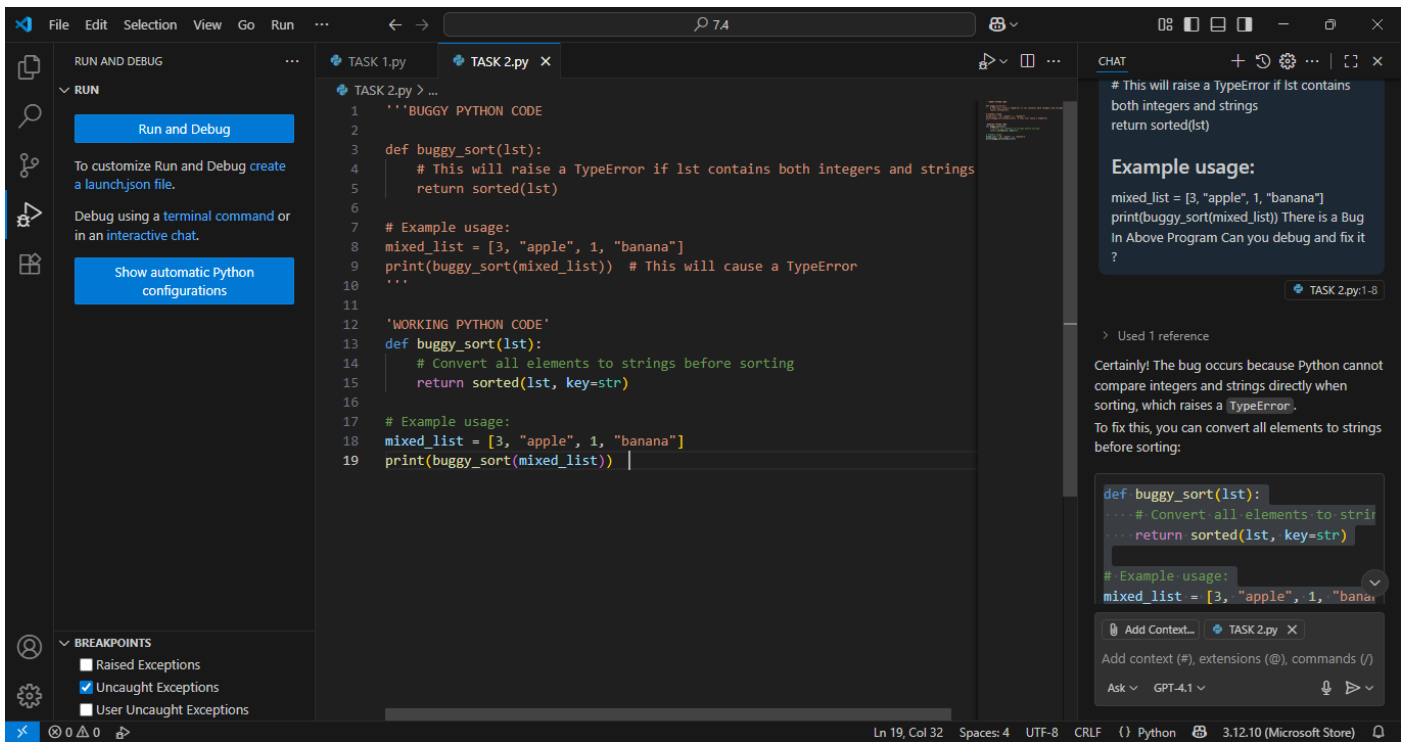 File Edit Selection View Go Run ··· 7.4
RUN AND DEBUG ···
RUN
Run and Debug
To customize Run and Debug create
a launch.json file.
Debug using a terminal command or
in an interactive chat.
Show automatic Python
configurations
BREAKPOINTS
Raised Exceptions
Uncaught Exceptions
User Uncaught Exceptions
TASK 1.py TASK 2.py
TASK 2.py > ...
1 '''BUGGY PYTHON CODE
2
3 def buggy_sort(lst):
4     # This will raise a TypeError if lst contains both integers and strings
5     return sorted(lst)
6
7 # Example usage:
8 mixed_list = [3, "apple", 1, "banana"]
9 print(buggy_sort(mixed_list))  # This will cause a TypeError
10 '''
11
12 'WORKING PYTHON CODE'
13 def buggy_sort(lst):
14     # Convert all elements to strings before sorting
15     return sorted(lst, key=str)
16
17 # Example usage:
18 mixed_list = [3, "apple", 1, "banana"]
19 print(buggy_sort(mixed_list))
CHAT
# This will raise a TypeError if lst contains
both integers and strings
return sorted(lst)
Example usage:
mixed_list = [3, "apple", 1, "banana"]
print(buggy_sort(mixed_list)) There is a Bug
In Above Program Can you debug and fix it
?
TASK 2.py:1-8
Used 1 reference
Certainly! The bug occurs because Python cannot
compare integers and strings directly when
sorting, which raises a TypeError.
To fix this, you can convert all elements to strings
before sorting:
def buggy_sort(lst):
    # Convert all elements to strin
    return sorted(lst, key=str)
# Example usage:
mixed_list = [3, "apple", 1, "bana
Add Context... TASK 2.py
Add context (#), extensions (@), commands (/)
Ask GPT-4.1
0 0 Ln 19, Col 32 Spaces: 4 UTF-8 CRLF {} Python 3.12.10 (Microsoft Store)